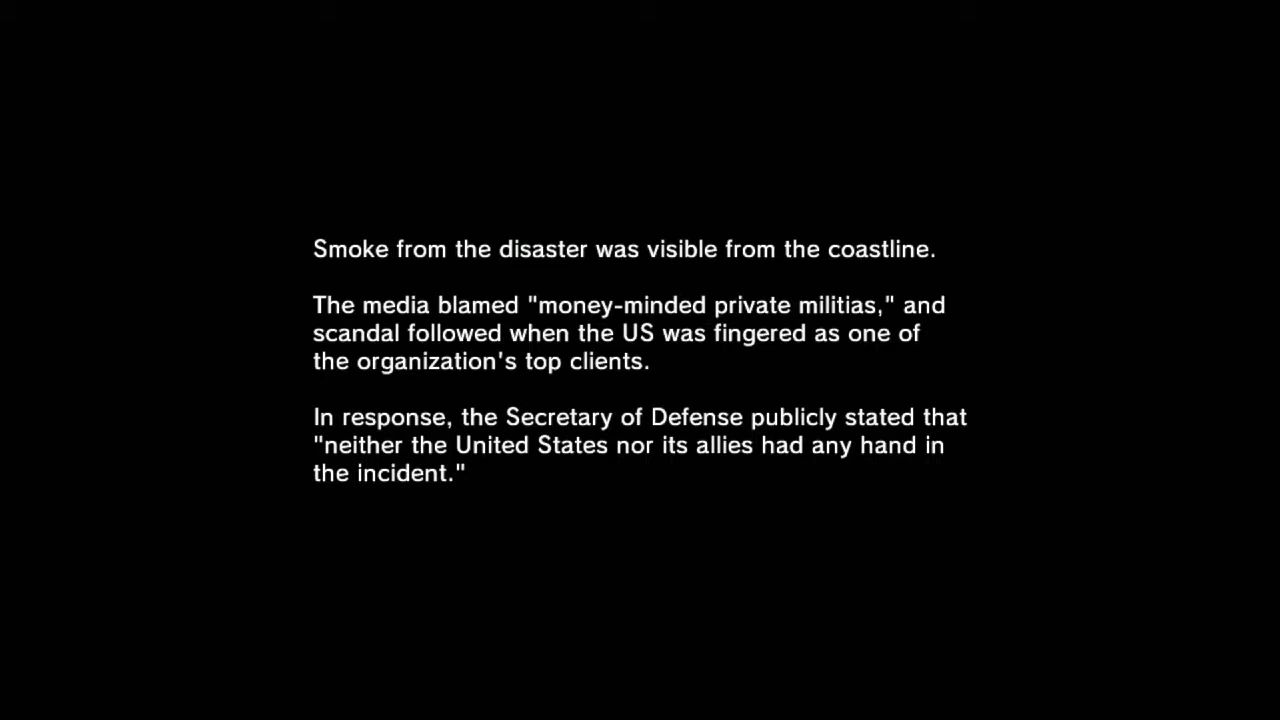 Smoke from the disaster was visible from the coastline.
The media blamed "money-minded private militias," and
scandal followed when the US was fingered as one of
the organization's top clients.
In response, the Secretary of Defense publicly stated that
"neither the United States nor its allies had any hand in
the incident."